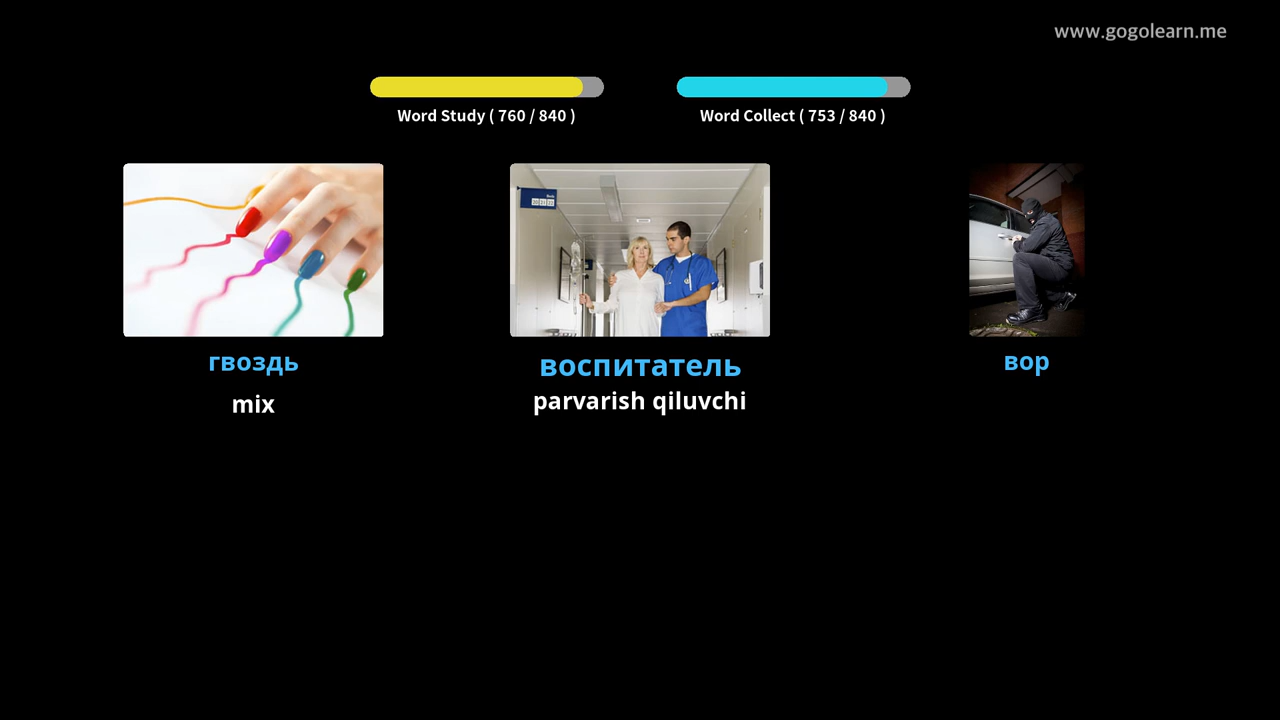 www.gogolearn.me
Word Study ( 760 / 840 )
Word Collect ( 753 / 840 )
гвоздь
mix
воспитатель
parvarish qiluvchi
вор